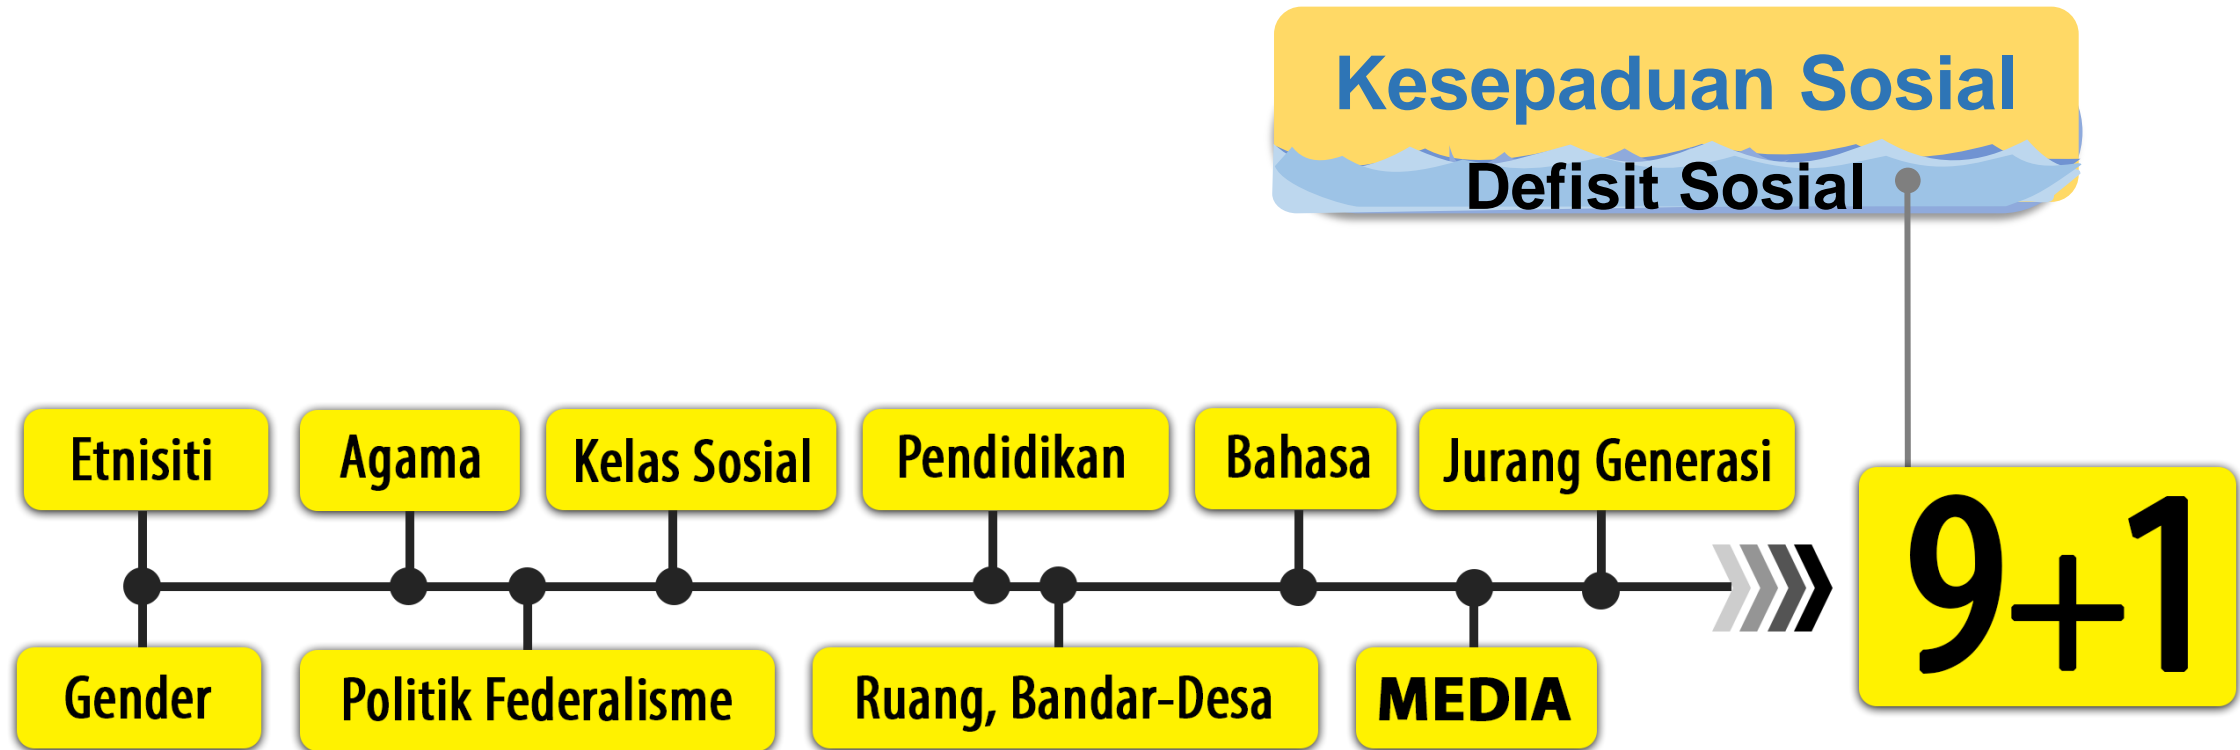 Kesepaduan Sosial
Defisit Sosial
Etnisiti
Agama
Kelas Sosial
Pendidikan
Bahasa
Jurang Generasi
9+1
Gender
Politik Federalisme
Ruang, Bandar-Desa
MEDIA